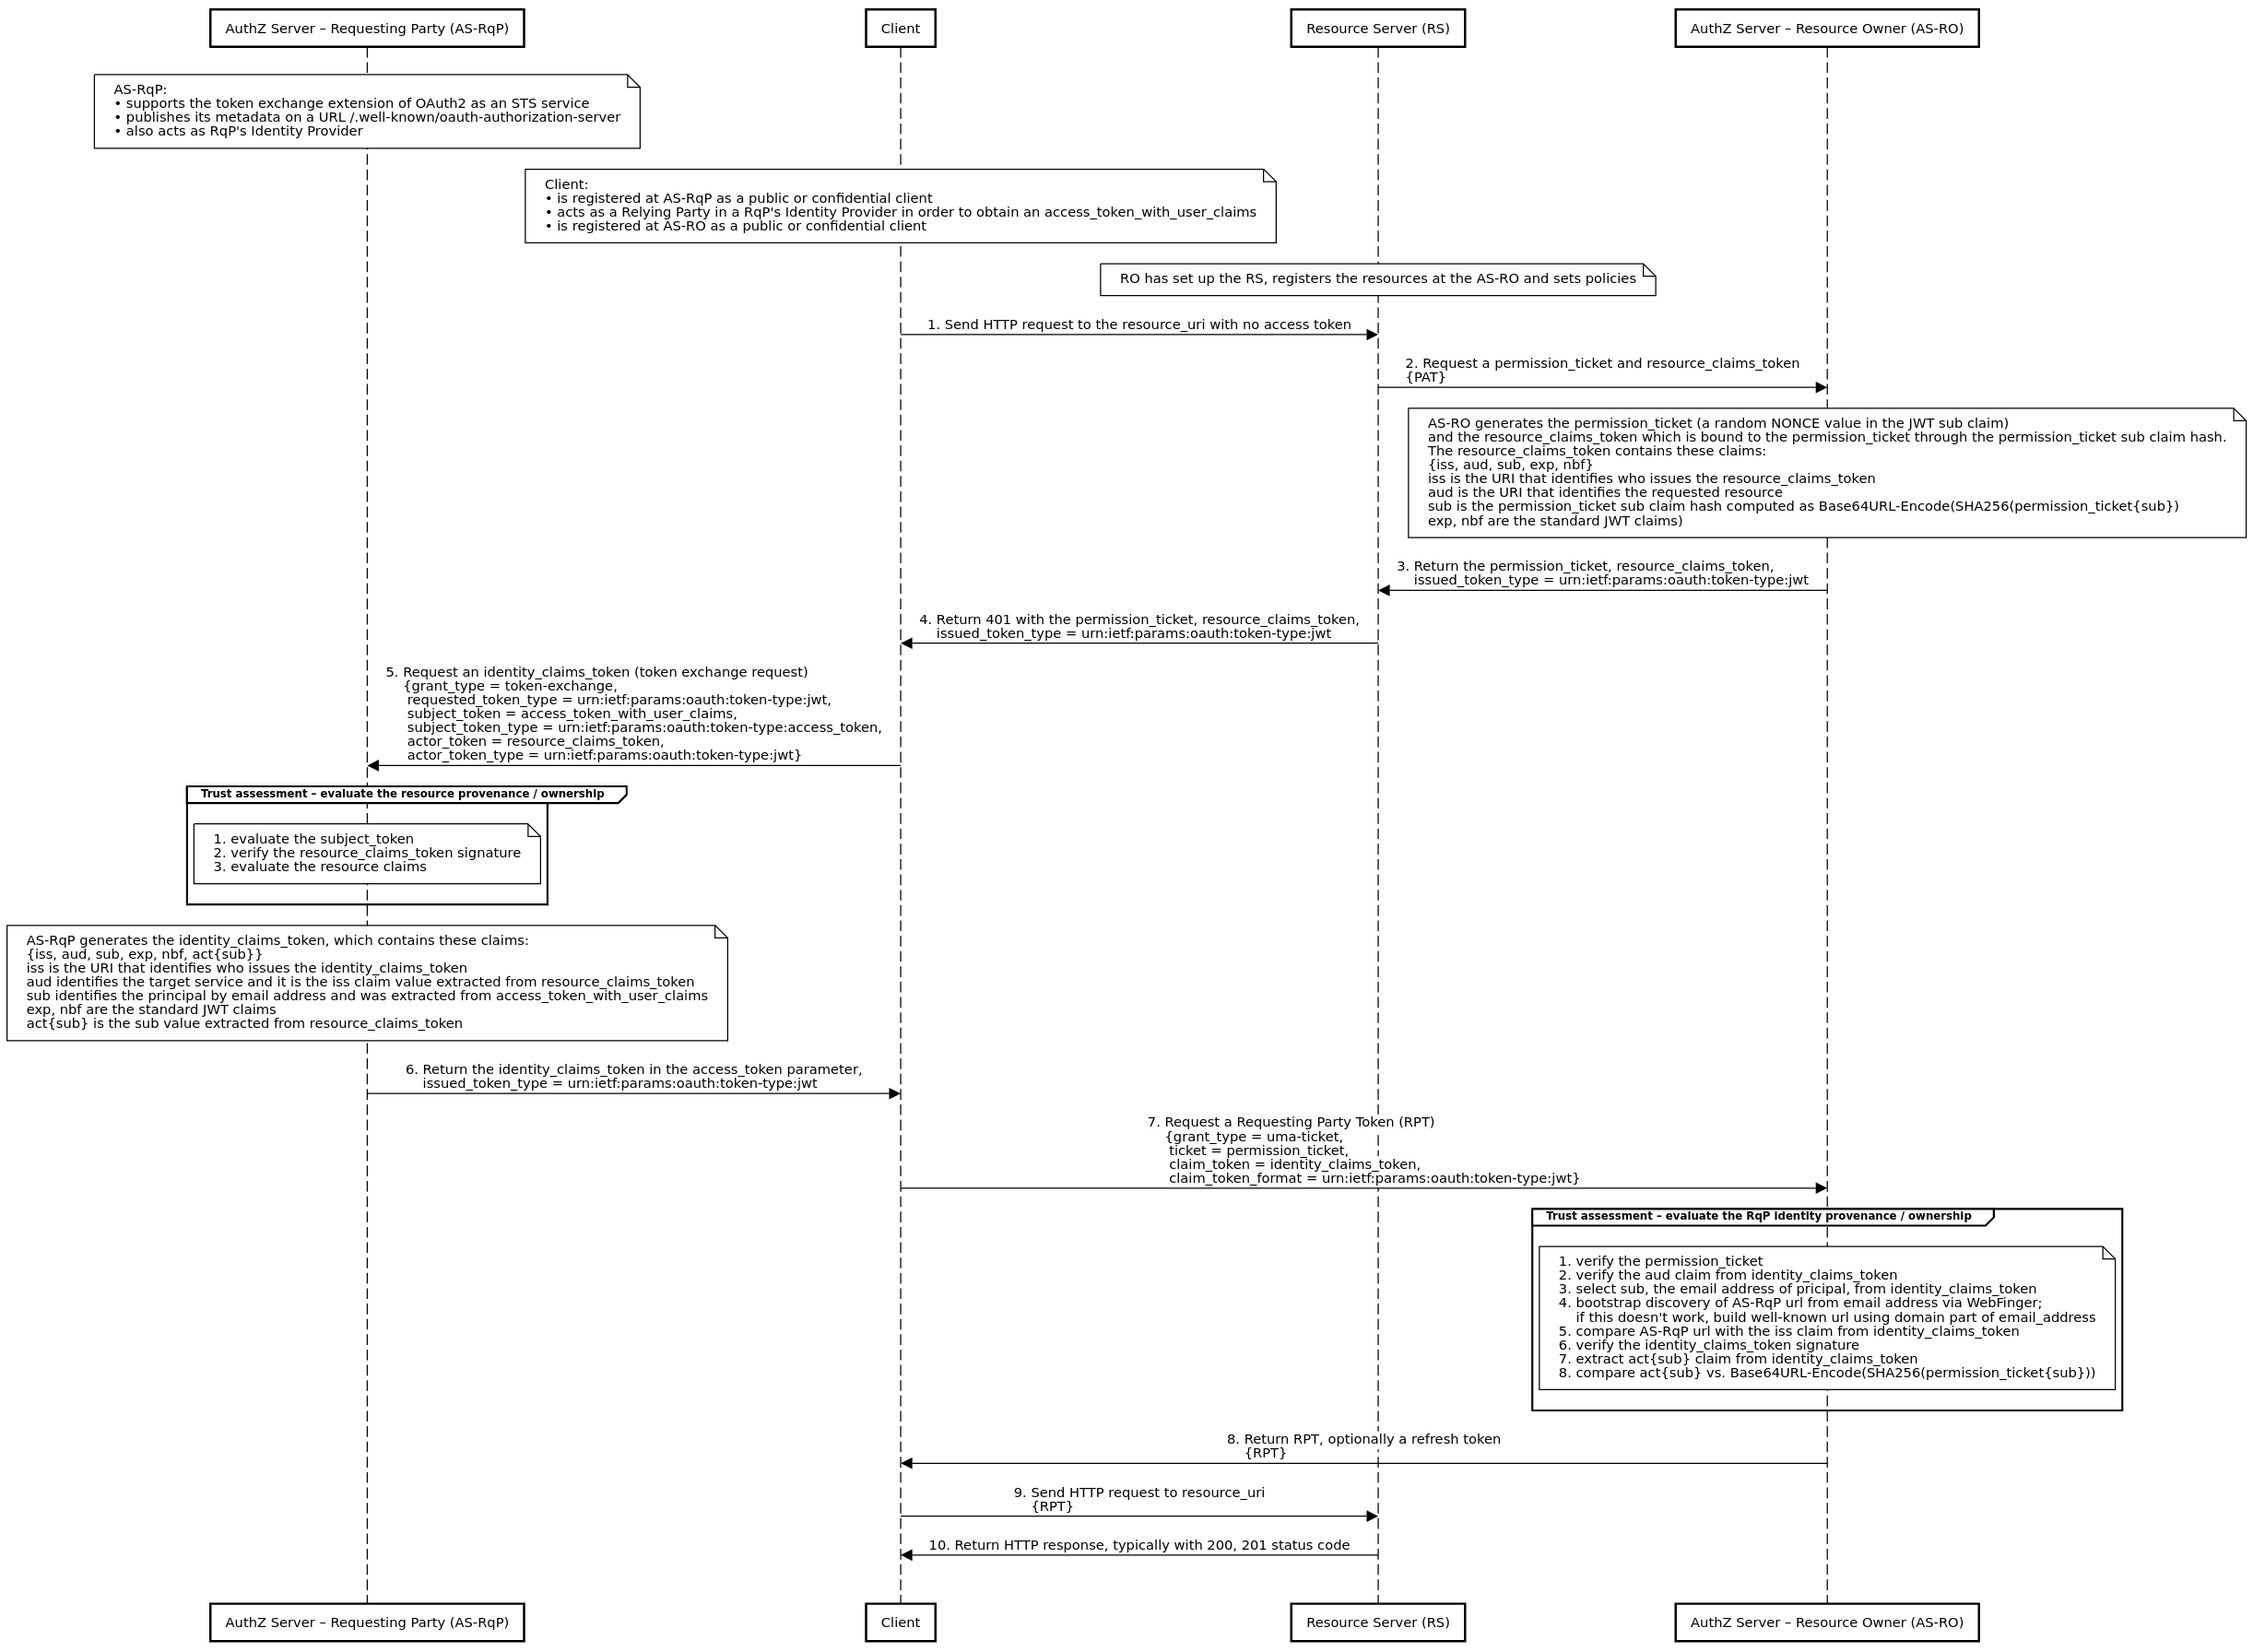 AuthZ Server – Requesting Party (AS-RqP)
Client
Resource Server (RS)
AuthZ Server – Resource Owner (AS-RO)
AS-RqP:
• supports the token exchange extension of OAuth2 as an STS service
• publishes its metadata on a URL /.well-known/oauth-authorization-server
• also acts as RqP's Identity Provider
Client:
• is registered at AS-RqP as a public or confidential client
• acts as a Relying Party in a RqP's Identity Provider in order to obtain an access_token_with_user_claims
• is registered at AS-RO as a public or confidential client
RO has set up the RS, registers the resources at the AS-RO and sets policies
1. Send HTTP request to the resource_uri with no access token
2. Request a permission_ticket and resource_claims_token
{PAT}
AS-RO generates the permission_ticket (a random NONCE value in the JWT sub claim)
and the resource_claims_token which is bound to the permission_ticket through the permission_ticket sub claim hash.
The resource_claims_token contains these claims:
{iss, aud, sub, exp, nbf}
iss is the URI that identifies who issues the resource_claims_token
aud is the URI that identifies the requested resource
sub is the permission_ticket sub claim hash computed as Base64URL-Encode(SHA256(permission_ticket{sub})
exp, nbf are the standard JWT claims)
3. Return the permission_ticket, resource_claims_token,
issued_token_type = urn:ietf:params:oauth:token-type:jwt
4. Return 401 with the permission_ticket, resource_claims_token,
issued_token_type = urn:ietf:params:oauth:token-type:jwt
5. Request an identity_claims_token (token exchange request)
{grant_type = token-exchange,
requested_token_type = urn:ietf:params:oauth:token-type:jwt,
subject_token = access_token_with_user_claims,
subject_token_type = urn:ietf:params:oauth:token-type:access_token,
actor_token = resource_claims_token,
actor_token_type = urn:ietf:params:oauth:token-type:jwt}
Trust assessment – evaluate the resource provenance / ownership
1. evaluate the subject_token
2. verify the resource_claims_token signature
3. evaluate the resource claims
AS-RqP generates the identity_claims_token, which contains these claims:
{iss, aud, sub, exp, nbf, act{sub}}
iss is the URI that identifies who issues the identity_claims_token
aud identifies the target service and it is the iss claim value extracted from resource_claims_token
sub identifies the principal by email address and was extracted from access_token_with_user_claims
exp, nbf are the standard JWT claims
act{sub} is the sub value extracted from resource_claims_token
6. Return the identity_claims_token in the access_token parameter,
issued_token_type = urn:ietf:params:oauth:token-type:jwt
7. Request a Requesting Party Token (RPT)
{grant_type = uma-ticket,
ticket = permission_ticket,
claim_token = identity_claims_token,
claim_token_format = urn:ietf:params:oauth:token-type:jwt}
Trust assessment – evaluate the RqP identity provenance / ownership
1. verify the permission_ticket
2. verify the aud claim from identity_claims_token
3. select sub, the email address of pricipal, from identity_claims_token
4. bootstrap discovery of AS-RqP url from email address via WebFinger;
if this doesn't work, build well-known url using domain part of email_address
5. compare AS-RqP url with the iss claim from identity_claims_token
6. verify the identity_claims_token signature
7. extract act{sub} claim from identity_claims_token
8. compare act{sub} vs. Base64URL-Encode(SHA256(permission_ticket{sub}))
8. Return RPT, optionally a refresh token
{RPT}
9. Send HTTP request to resource_uri
{RPT}
10. Return HTTP response, typically with 200, 201 status code
AuthZ Server – Requesting Party (AS-RqP)
Client
Resource Server (RS)
AuthZ Server – Resource Owner (AS-RO)